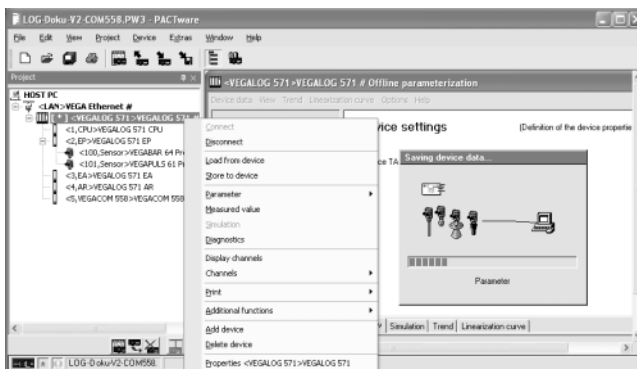 LOG-Doku-V2-COM558.PW3 - PACTware
File Edit View Project Device Extras Window Help
Project
HOST PC
<LAN>VEGA Ethernet #
[ * ] <VEGALOG 571>VEGALOG 571 #
<1,CPU>VEGALOG 571 CPU
<2,EP>VEGALOG 571 EP
<100,Sensor>VEGABAR 64 Pr
<101,Sensor>VEGAPULS 61 Pr
<3,EA>VEGALOG 571 EA
<4,AR>VEGALOG 571 AR
<5,VEGACOM 558>VEGACOM 558
<VEGALOG 571>VEGALOG 571 # Offline parameterization
Device data View Trend Linearization curve Options Help
vice settings
(Definition of the device propertie
ce TA
Connect
Disconnect
Load from device
Store to device
Parameter
Measured value
Simulation
Diagnostics
Display channels
Channels
Print
Additional functions
Add device
Delete device
Properties <VEGALOG 571>VEGALOG 571
Saving device data...
Parameter
Simulation Trend Linearization curve
LOG-Doku-V2-COM558.